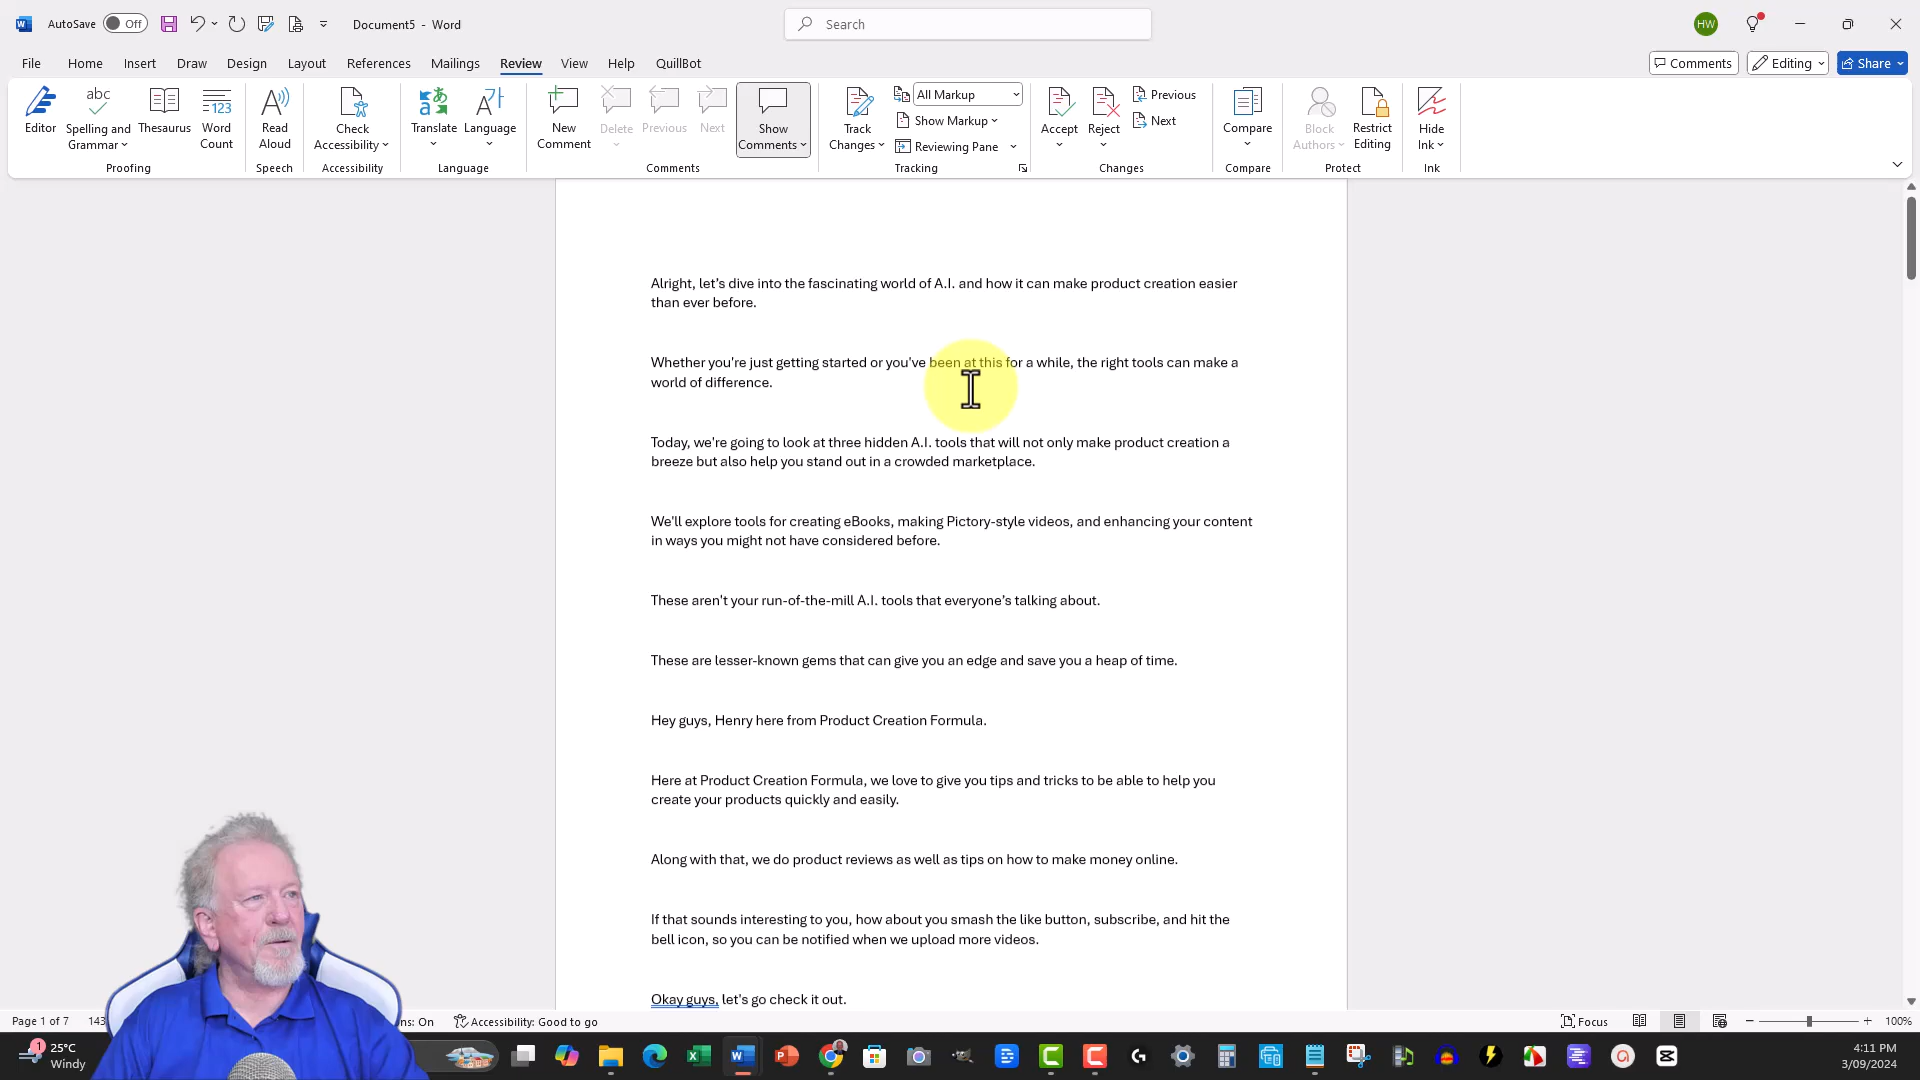 AutoSave Off Document5 - Word Search HW
File Home Insert Draw Design Layout References Mailings Review View Help QuillBot Comments Editing Share
Editor
Spelling and Grammar
Thesaurus
Word Count
Proofing
Read Aloud
Speech
Check Accessibility
Accessibility
Translate
Language
Language
New Comment
Delete
Previous
Next
Show Comments
Comments
Track Changes
All Markup
Show Markup
Reviewing Pane
Tracking
Accept
Reject
Previous
Next
Changes
Compare
Compare
Block Authors
Restrict Editing
Protect
Hide Ink
Ink
Alright, let’s dive into the fascinating world of A.I. and how it can make product creation easier
than ever before.
Whether you're just getting started or you've been at this for a while, the right tools can make a
world of difference.
Today, we're going to look at three hidden A.I. tools that will not only make product creation a
breeze but also help you stand out in a crowded marketplace.
We'll explore tools for creating eBooks, making Pictory-style videos, and enhancing your content
in ways you might not have considered before.
These aren't your run-of-the-mill A.I. tools that everyone’s talking about.
These are lesser-known gems that can give you an edge and save you a heap of time.
Hey guys, Henry here from Product Creation Formula.
Here at Product Creation Formula, we love to give you tips and tricks to be able to help you
create your products quickly and easily.
Along with that, we do product reviews as well as tips on how to make money online.
If that sounds interesting to you, how about you smash the like button, subscribe, and hit the
bell icon, so you can be notified when we upload more videos.
Okay guys, let's go check it out.
Page 1 of 7 143 ns: On Accessibility: Good to go Focus 100%
1 25°C
Windy
4:11 PM
3/09/2024